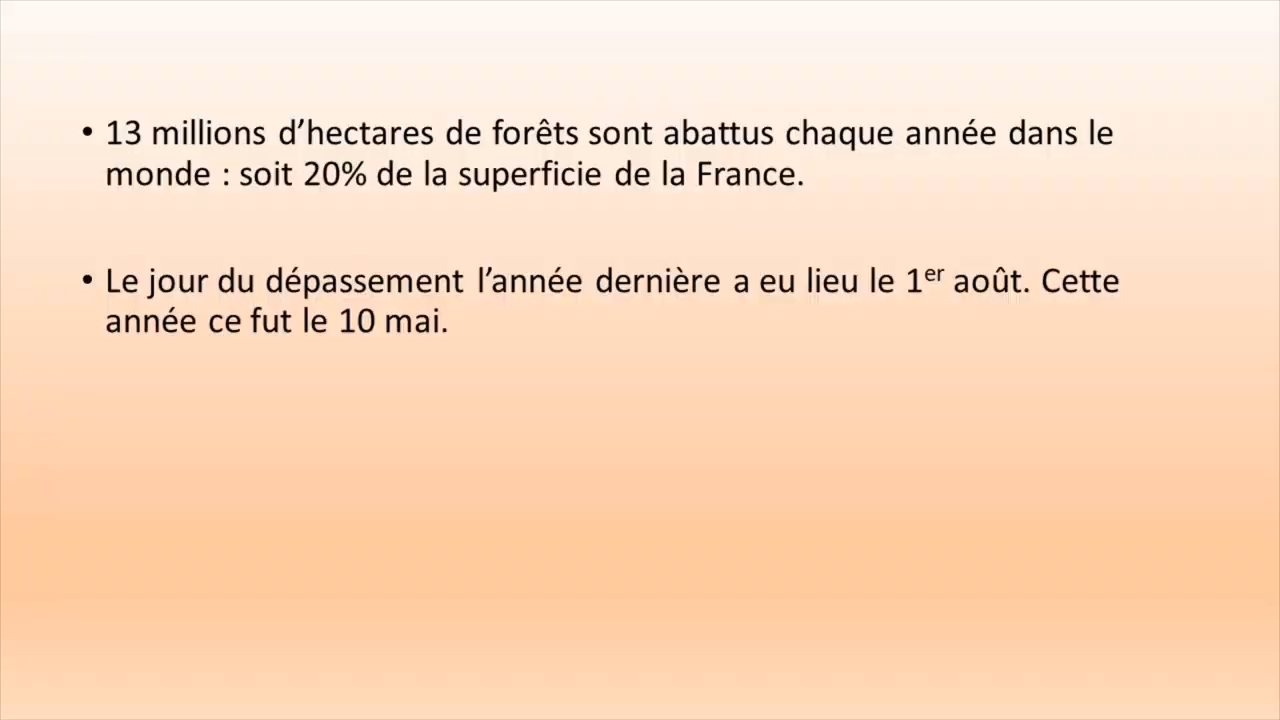 • 13 millions d’hectares de forêts sont abattus chaque année dans le
monde : soit 20% de la superficie de la France.
• Le jour du dépassement l’année dernière a eu lieu le 1er août. Cette
année ce fut le 10 mai.